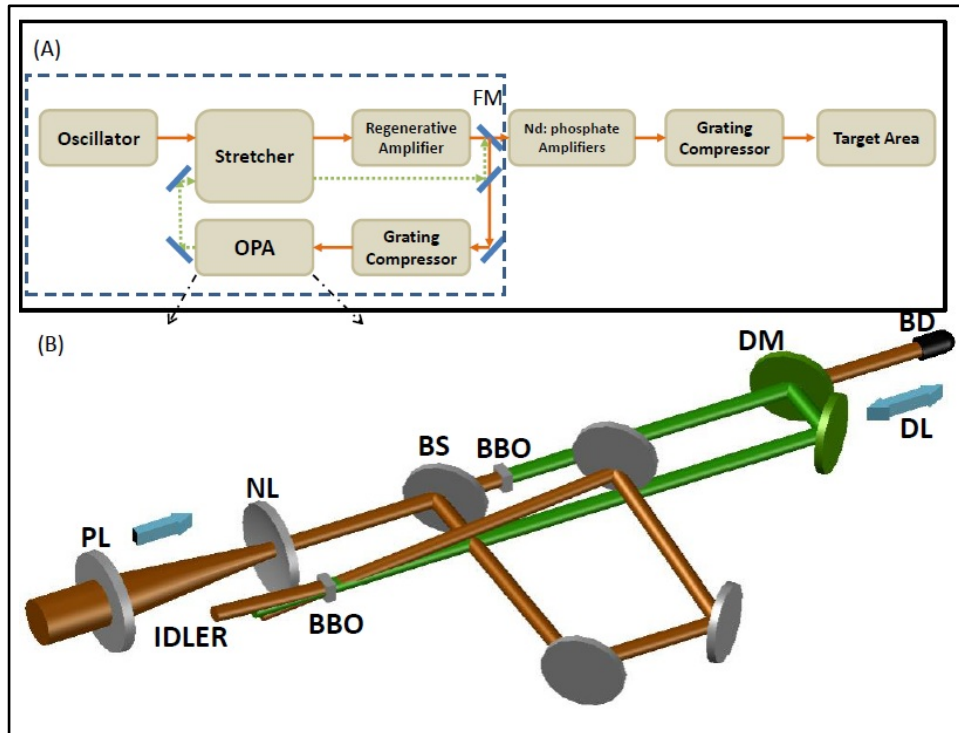 (A)
FM
Oscillator
Stretcher
Regenerative
Amplifier
Nd: phosphate
Amplifiers
Grating
Compressor
Target Area
OPA
Grating
Compressor
(B)
BD
DM
DL
BS
BBO
NL
PL
IDLER
BBO